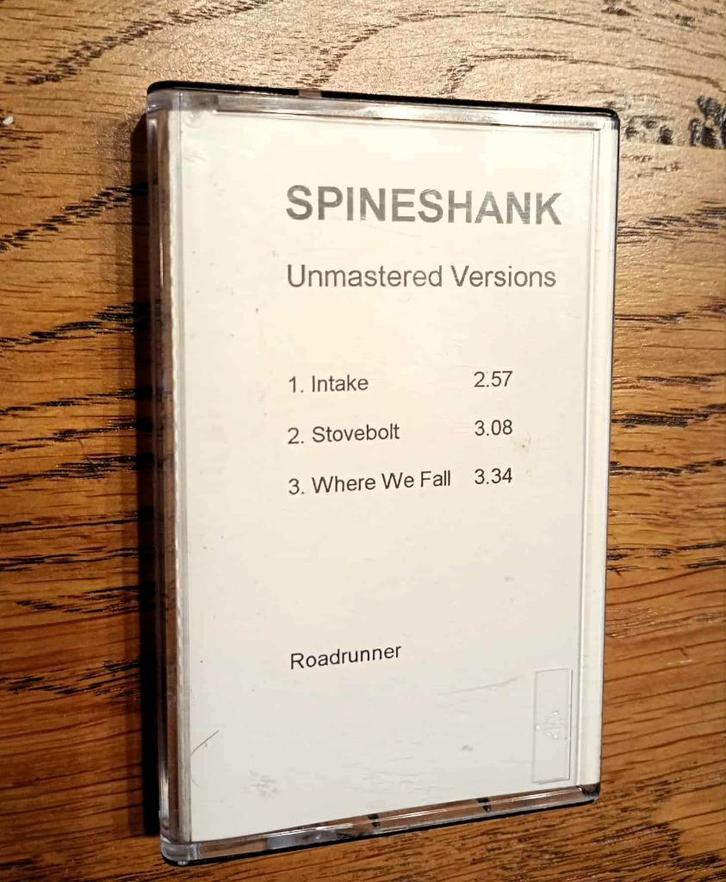 SPINESHANK
Unmastered Versions
1. Intake 2.57
2. Stovebolt 3.08
3. Where We Fall 3.34
Roadrunner